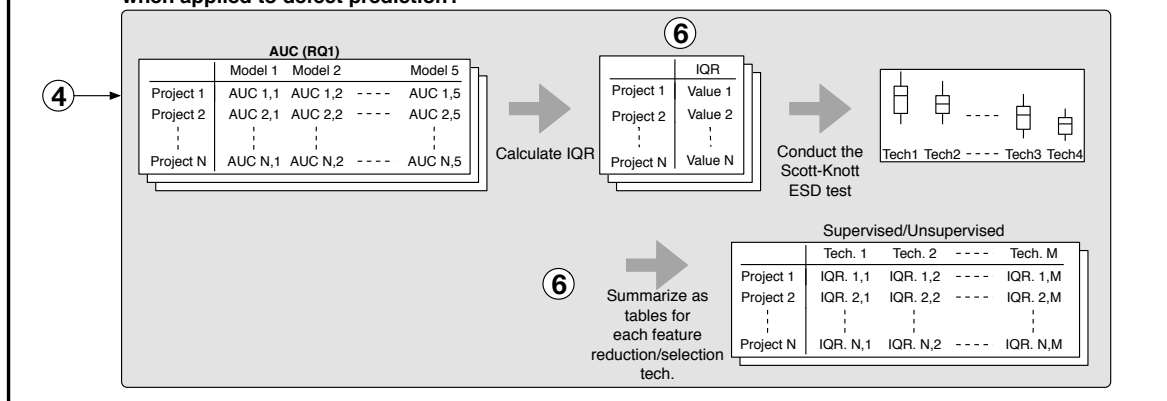 when applied to defect prediction?
6
AUC (RQ1)
Model 1 Model 2 Model 5
Project 1 AUC 1,1 AUC 1,2 ---- AUC 1,5
Project 2 AUC 2,1 AUC 2,2 ---- AUC 2,5
Project N AUC N,1 AUC N,2 ---- AUC N,5
4
Calculate IQR
IQR
Project 1 Value 1
Project 2 Value 2
Project N Value N
Conduct the
Scott-Knott
ESD test
Tech1 Tech2 ---- Tech3 Tech4
6
Summarize as
tables for
each feature
reduction/selection
tech.
Supervised/Unsupervised
Tech. 1 Tech. 2 ---- Tech. M
Project 1 IQR. 1,1 IQR. 1,2 ---- IQR. 1,M
Project 2 IQR. 2,1 IQR. 2,2 ---- IQR. 2,M
Project N IQR. N,1 IQR. N,2 ---- IQR. N,M